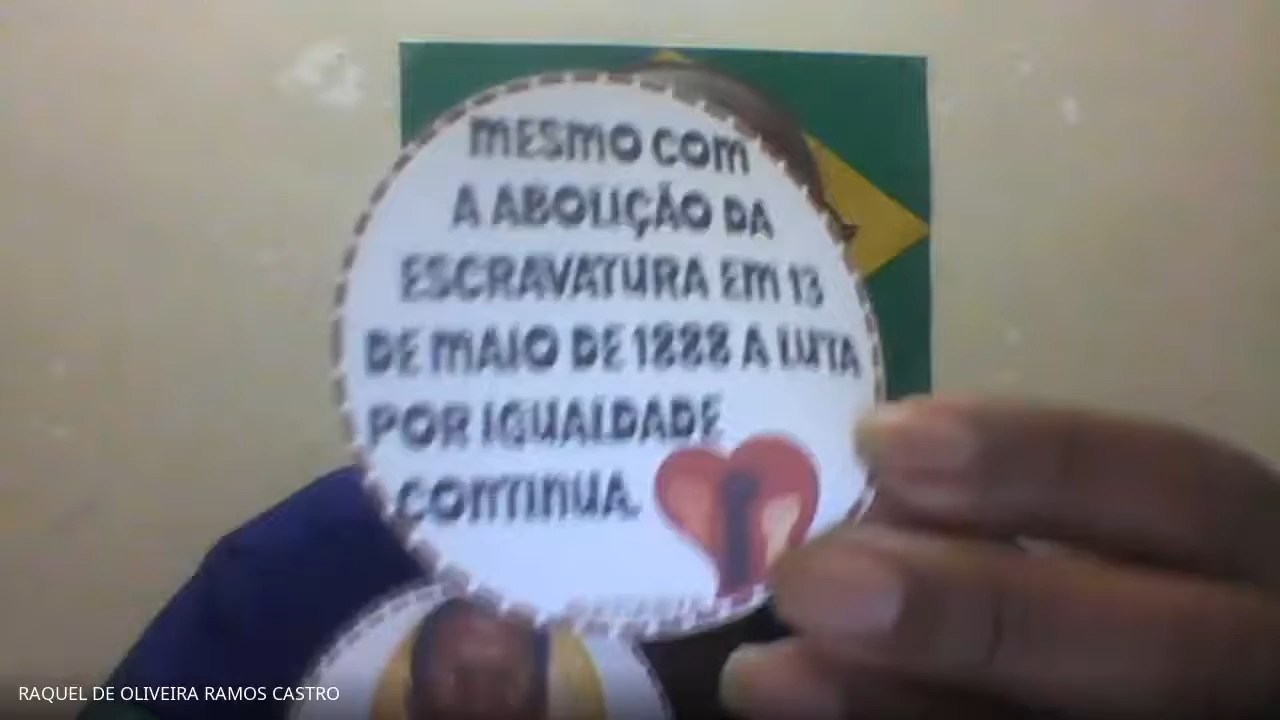 MESMO COM
A ABOLIÇÃO DA
ESCRAVATURA EM 13
DE MAIO DE 1888 A LUTA
POR IGUALDADE
CONTINUA.
RAQUEL DE OLIVEIRA RAMOS CASTRO